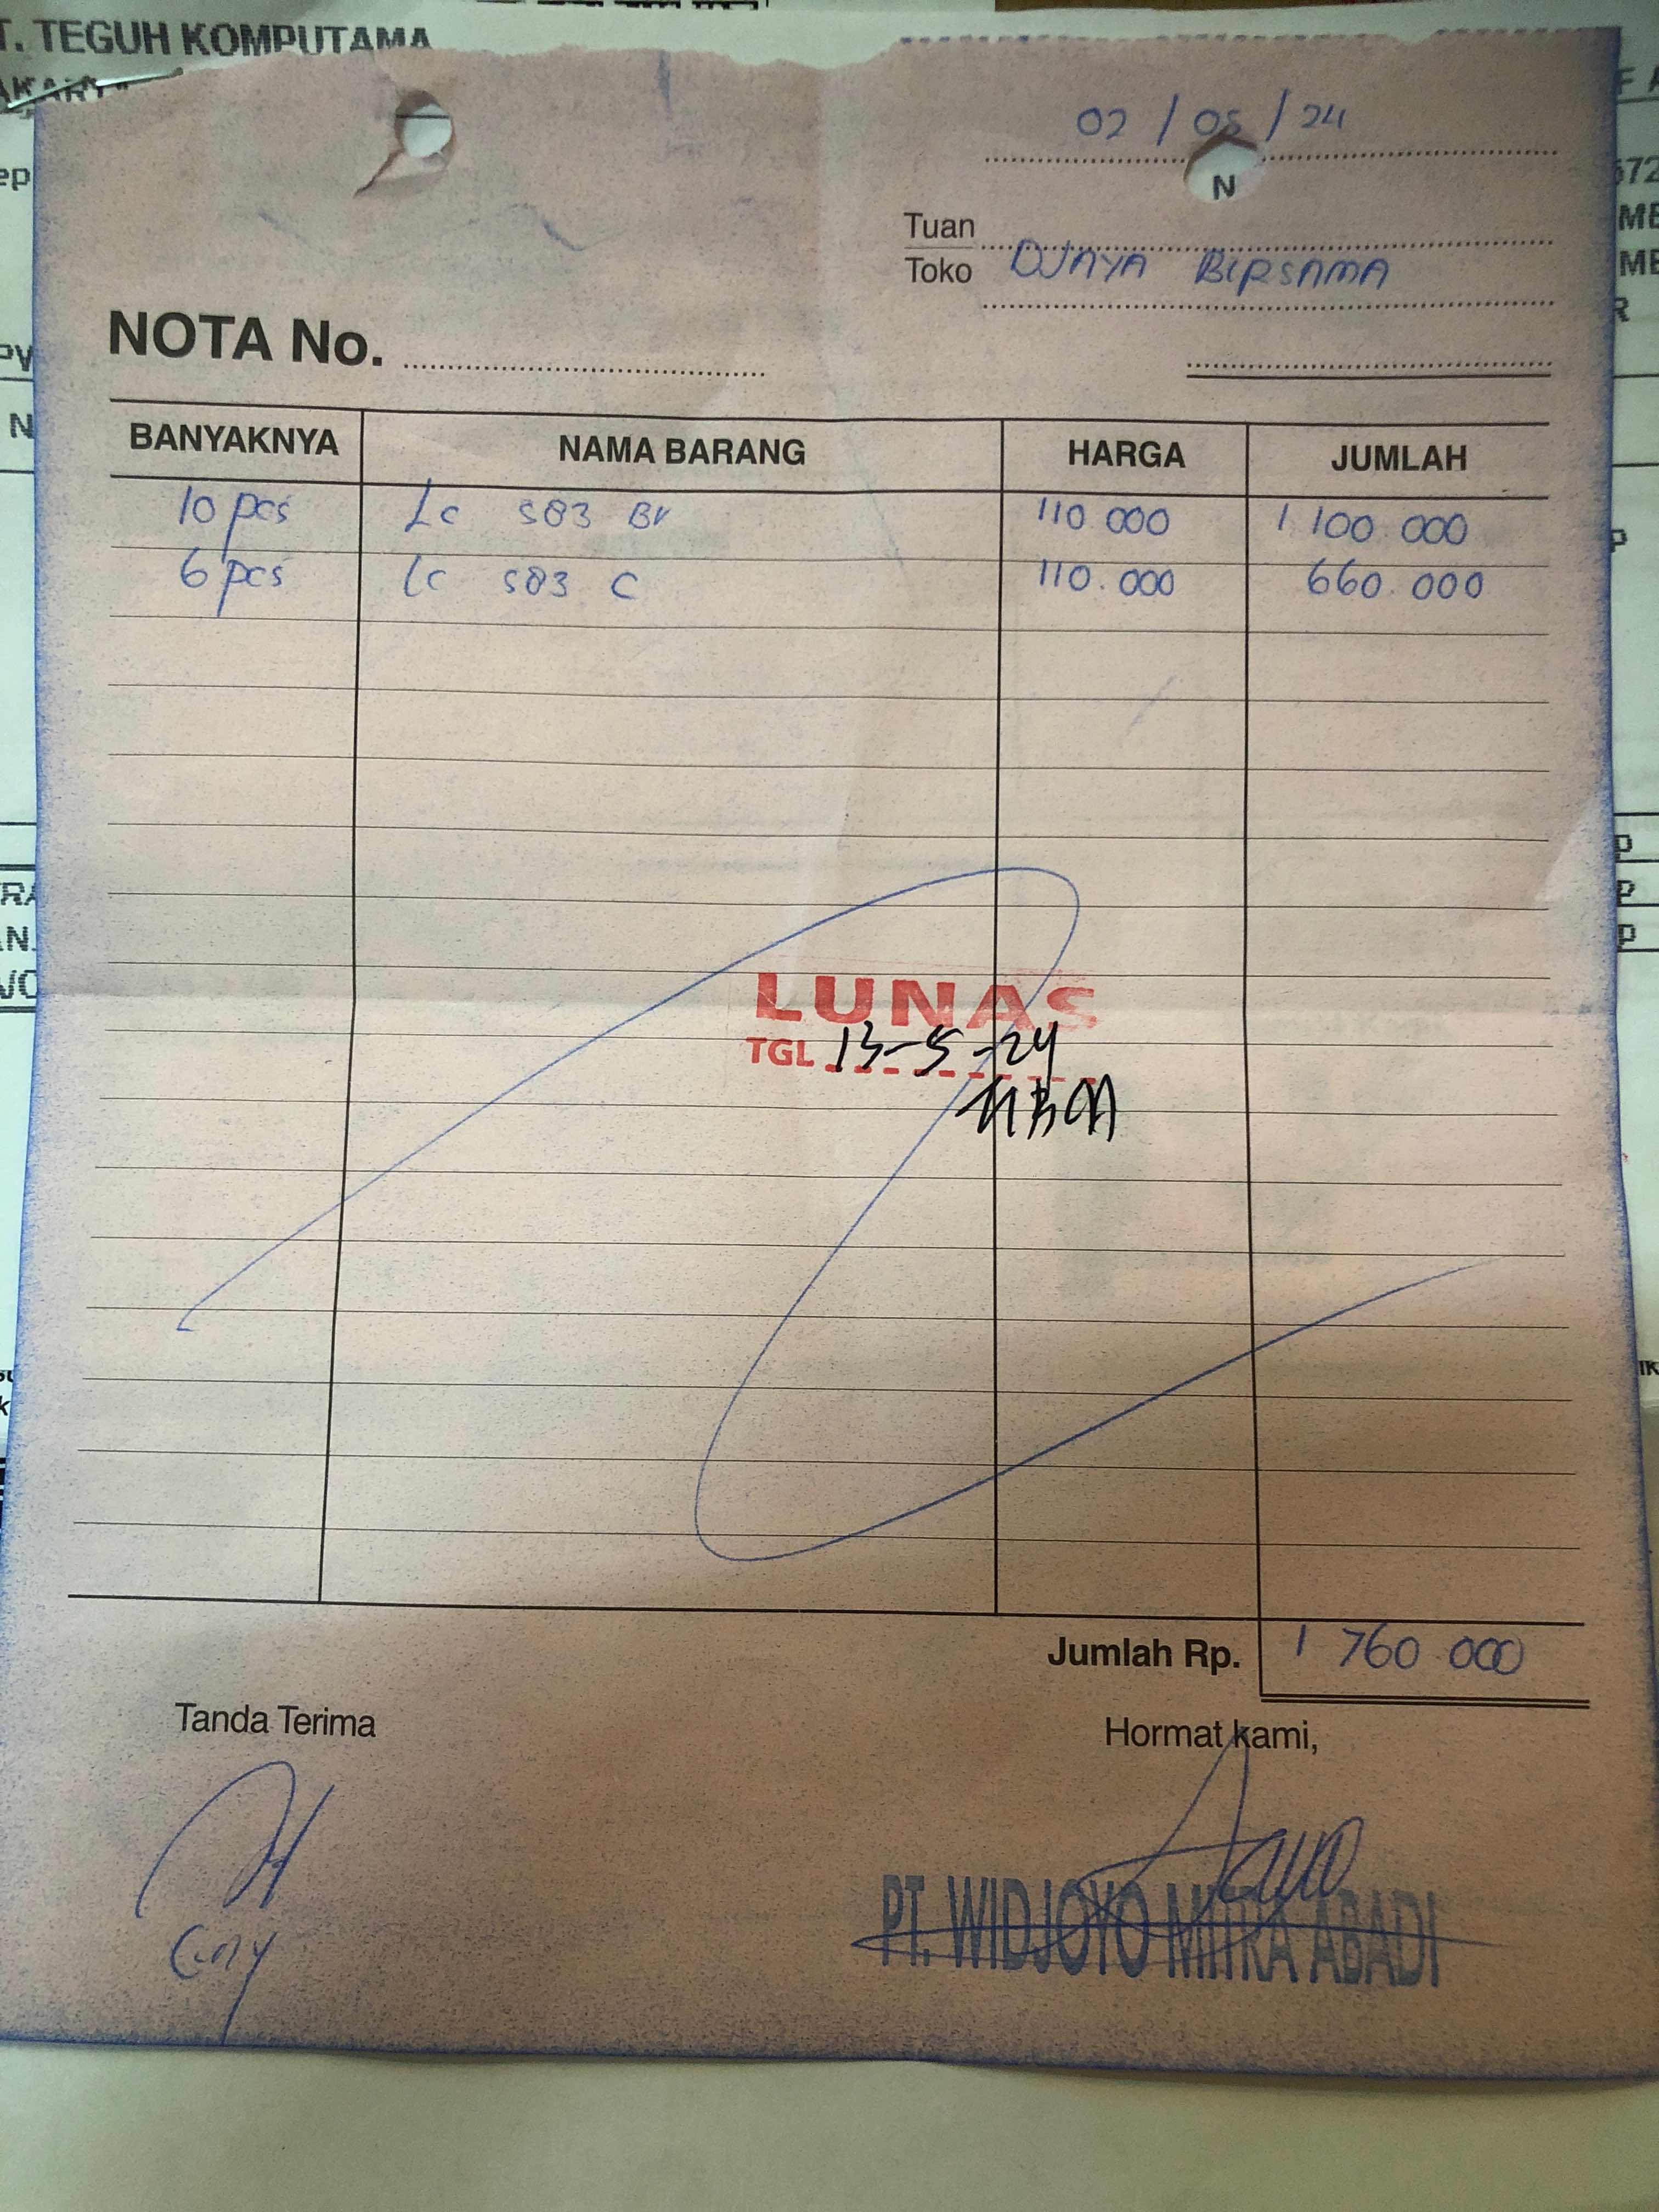 T. TEGUH KOMPUTAMA
02 / 05 / 24
N
Tuan
Toko DJAYA BERSAMA
NOTA No.
BANYAKNYA NAMA BARANG HARGA JUMLAH
10 pcs Lc 583 BK 110 000 1 100 000
6 pcs Lc 583 C 110.000 660.000
LUNAS
TGL 13-5-24
Jumlah Rp. 1 760 000
Tanda Terima
Hormat kami,
PT. WIDJOYO MITRA ABADI